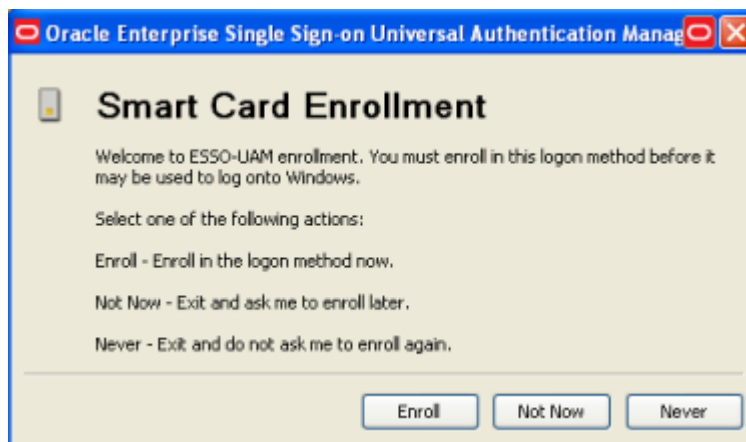 Oracle Enterprise Single Sign-on Universal Authentication Manag
Smart Card Enrollment
Welcome to ESSO-UAM enrollment. You must enroll in this logon method before it
may be used to log onto Windows.
Select one of the following actions:
Enroll - Enroll in the logon method now.
Not Now - Exit and ask me to enroll later.
Never - Exit and do not ask me to enroll again.
Enroll Not Now Never